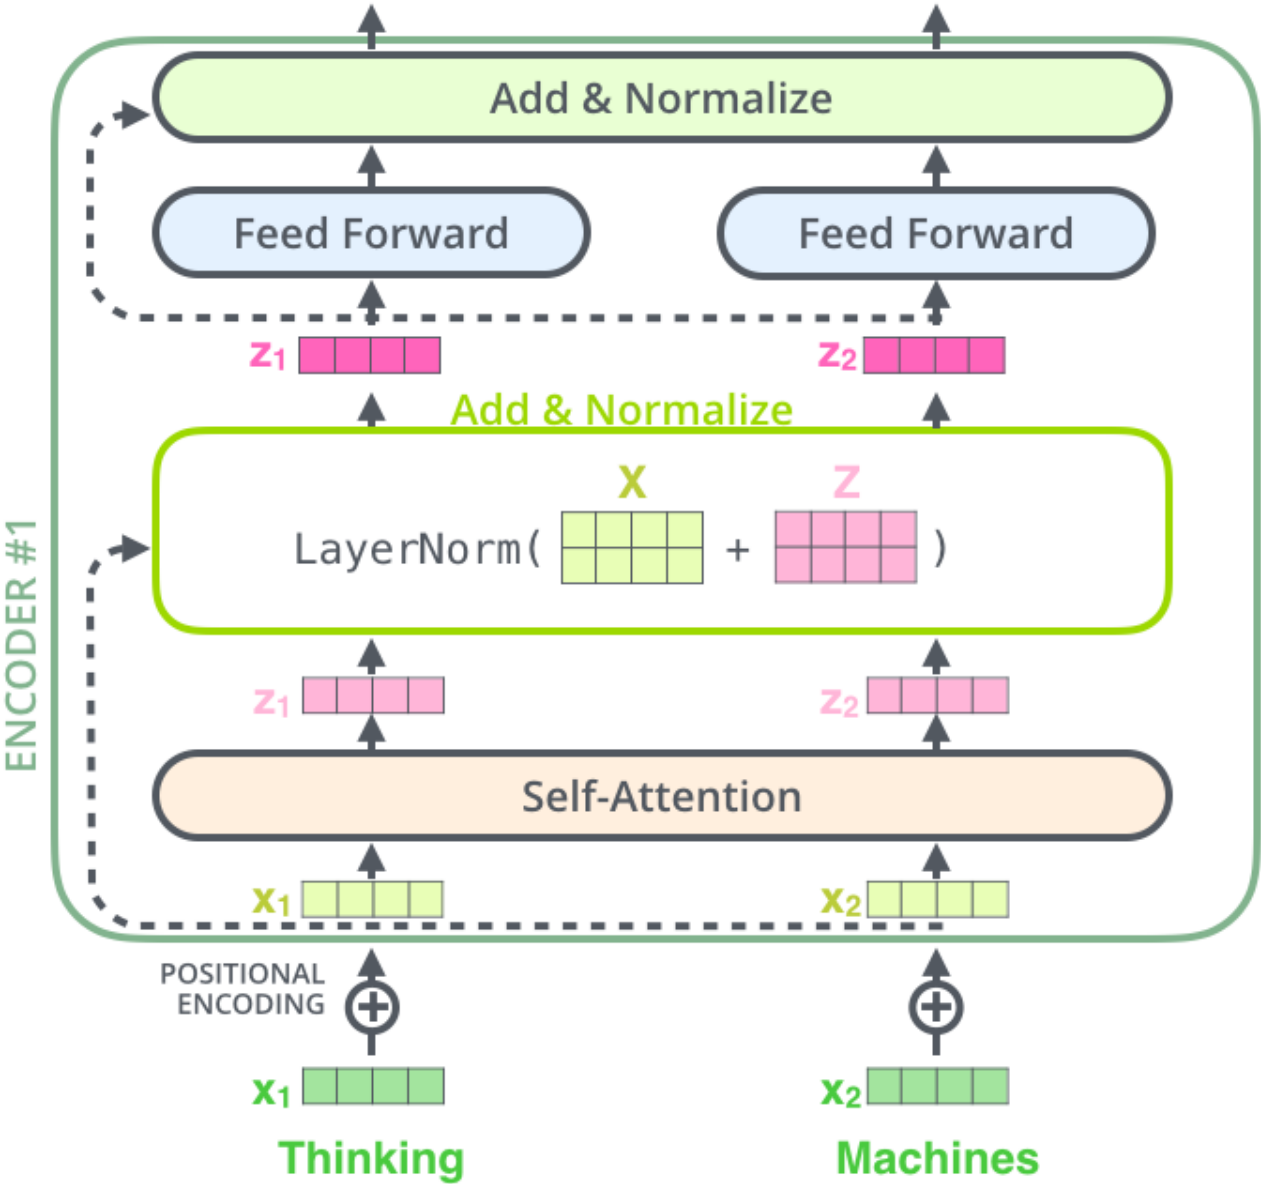 Add & Normalize
Feed Forward
Feed Forward
z1
z2
Add & Normalize
X
Z
LayerNorm(
+
)
ENCODER #1
z1
z2
Self-Attention
x1
x2
POSITIONAL
ENCODING
x1
x2
Thinking
Machines